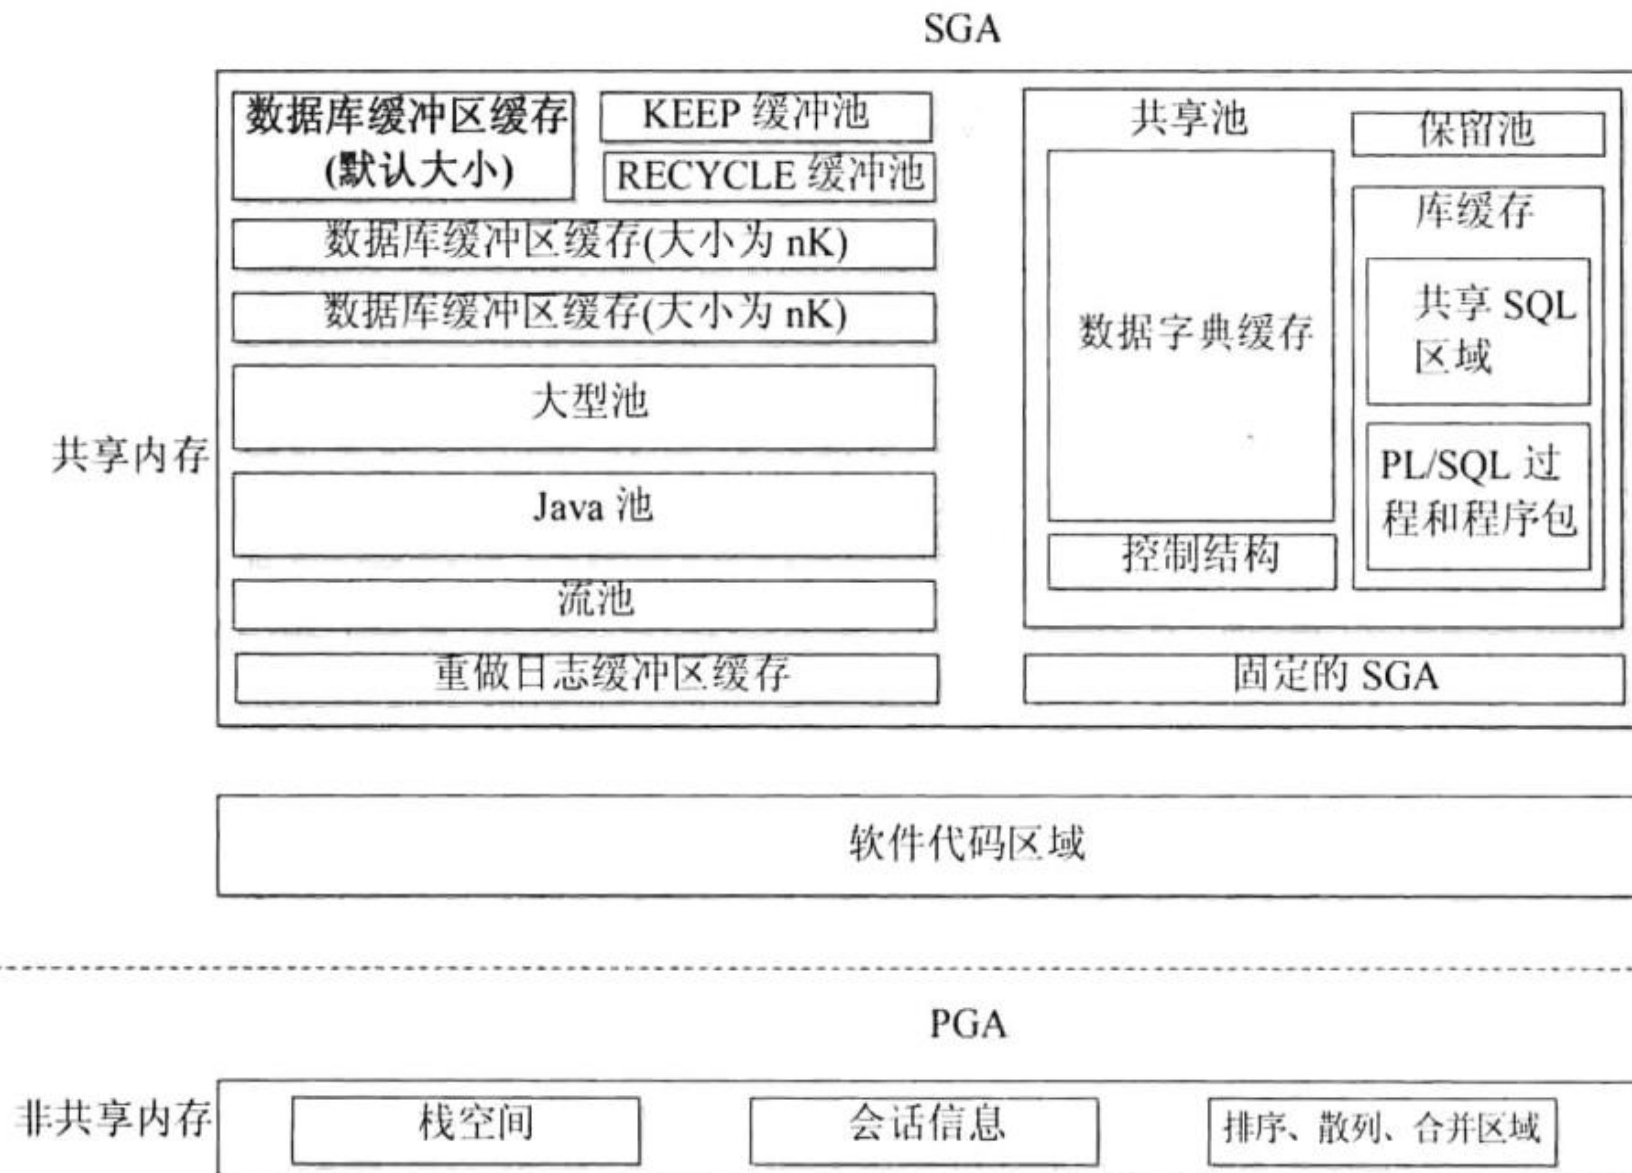 SGA
数据库缓冲区缓存
(默认大小)
KEEP 缓冲池
RECYCLE 缓冲池
数据库缓冲区缓存(大小为 nK)
数据库缓冲区缓存(大小为 nK)
大型池
Java 池
流池
重做日志缓冲区缓存
共享池
保留池
数据字典缓存
库缓存
共享 SQL
区域
PL/SQL 过
程和程序包
控制结构
固定的 SGA
共享内存
软件代码区域
PGA
非共享内存
栈空间
会话信息
排序、散列、合并区域